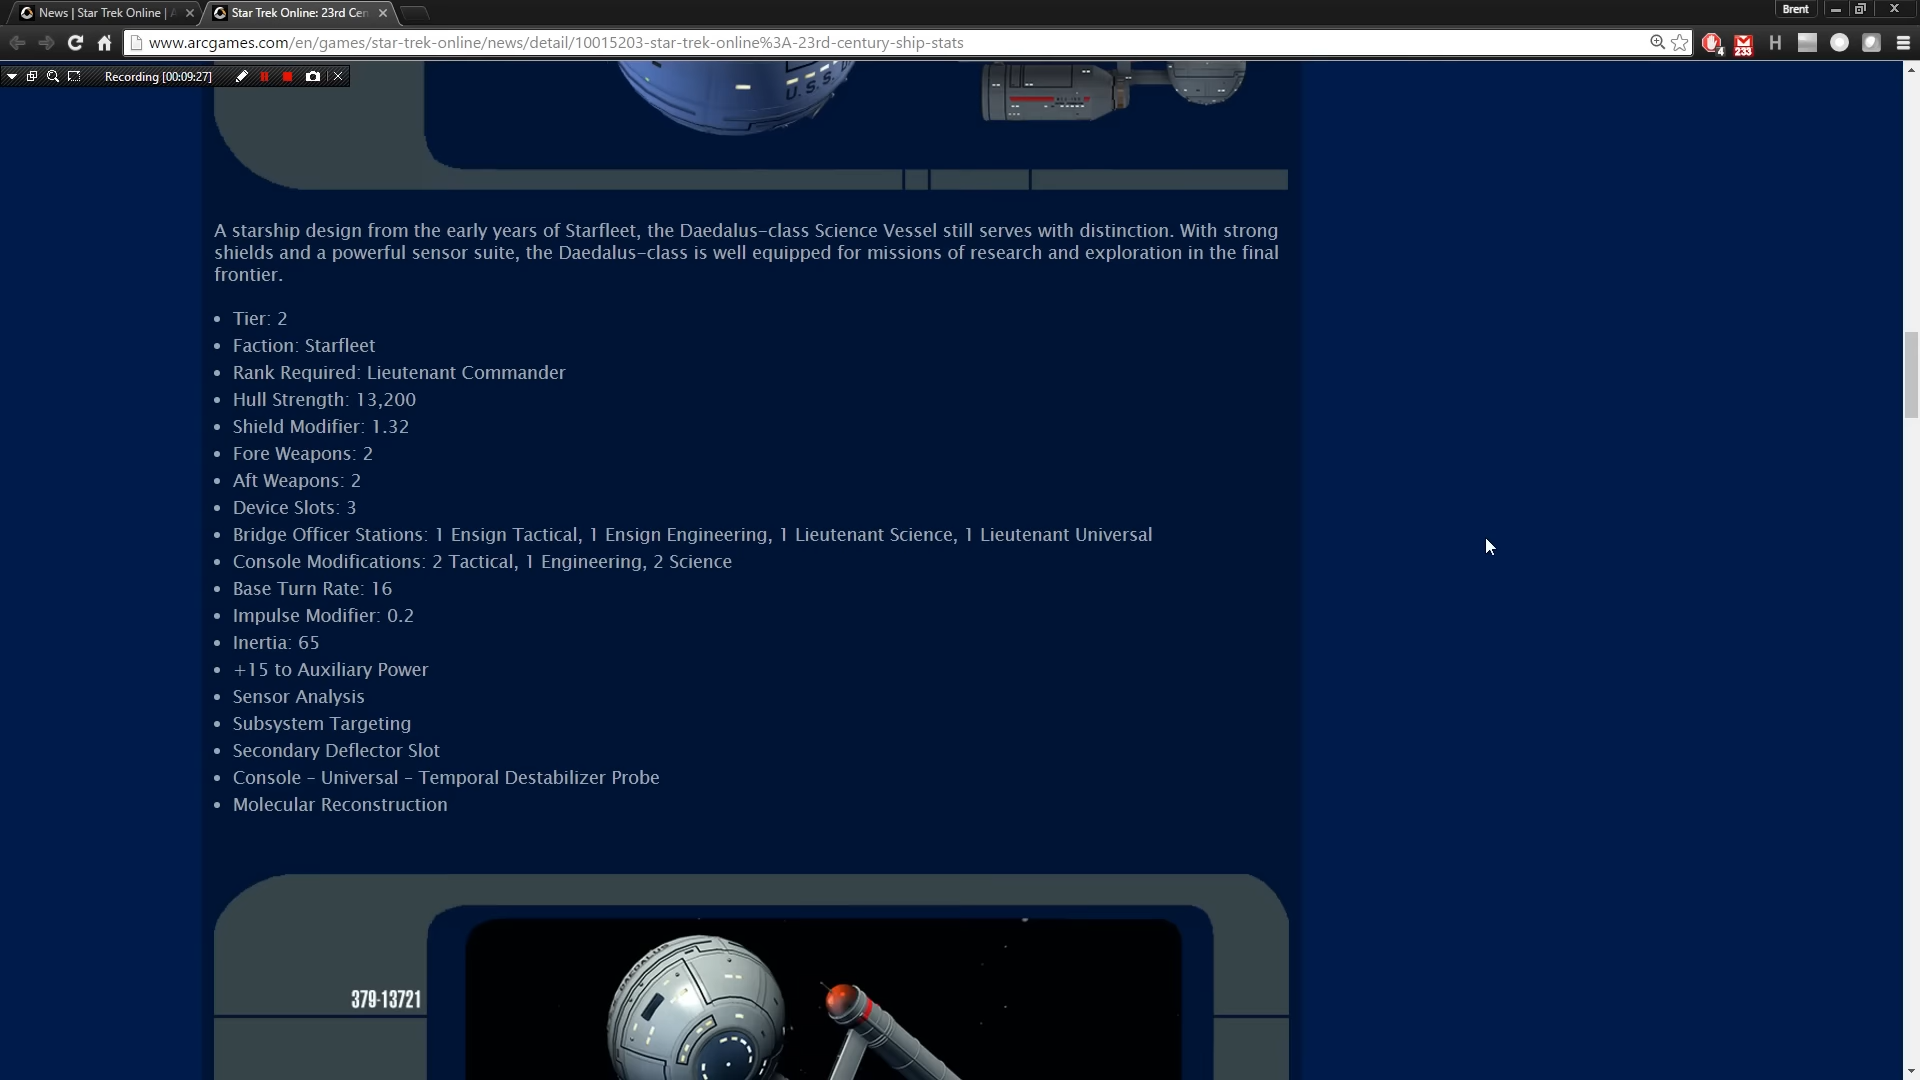 News | Star Trek Online | A
Star Trek Online: 23rd Cen
Brent
www.arcgames.com/en/games/star-trek-online/news/detail/10015203-star-trek-online%3A-23rd-century-ship-stats
4
233
H
Recording [00:09:27]
U.S.S. D
A starship design from the early years of Starfleet, the Daedalus-class Science Vessel still serves with distinction. With strong
shields and a powerful sensor suite, the Daedalus-class is well equipped for missions of research and exploration in the final
frontier.
• Tier: 2
• Faction: Starfleet
• Rank Required: Lieutenant Commander
• Hull Strength: 13,200
• Shield Modifier: 1.32
• Fore Weapons: 2
• Aft Weapons: 2
• Device Slots: 3
• Bridge Officer Stations: 1 Ensign Tactical, 1 Ensign Engineering, 1 Lieutenant Science, 1 Lieutenant Universal
• Console Modifications: 2 Tactical, 1 Engineering, 2 Science
• Base Turn Rate: 16
• Impulse Modifier: 0.2
• Inertia: 65
• +15 to Auxiliary Power
• Sensor Analysis
• Subsystem Targeting
• Secondary Deflector Slot
• Console – Universal – Temporal Destabilizer Probe
• Molecular Reconstruction
DAEDALUS
379-13721